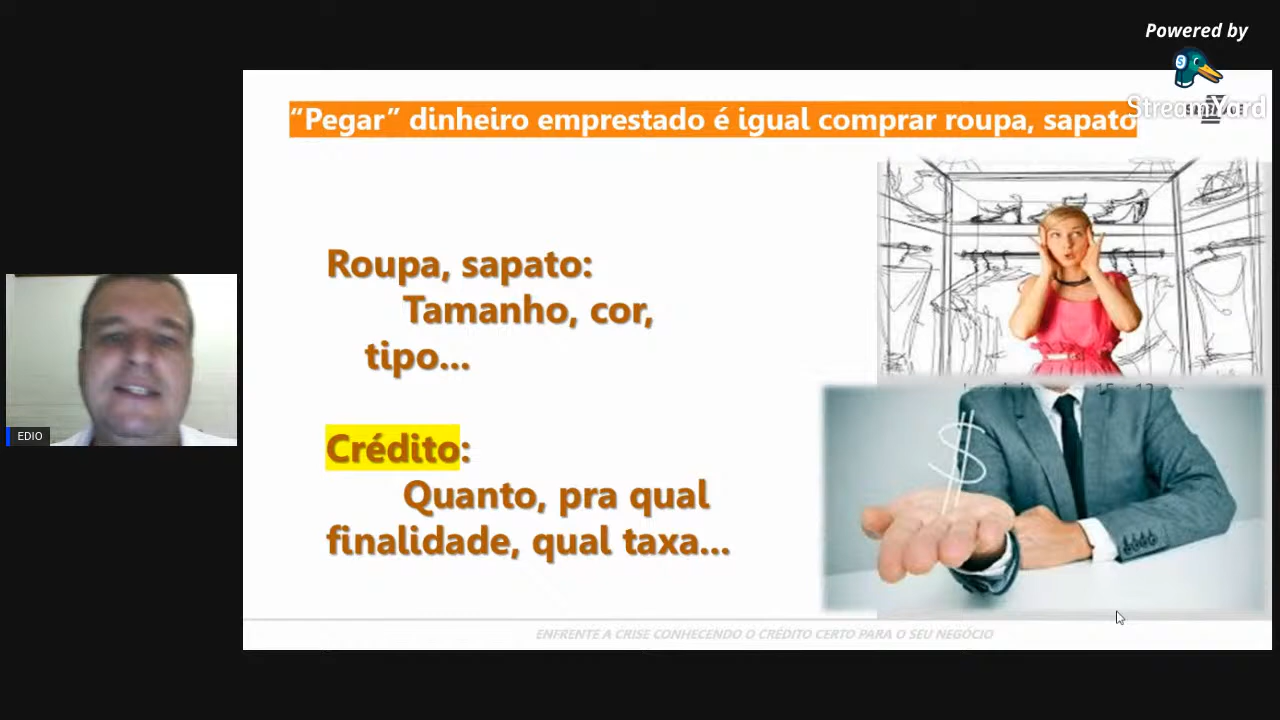 Powered by
StreamYard
“Pegar” dinheiro emprestado é igual comprar roupa, sapato
Roupa, sapato:
Tamanho, cor,
tipo...
Crédito:
Quanto, pra qual
finalidade, qual taxa...
$
EDIO
ENFRENTE A CRISE CONHECENDO O CRÉDITO CERTO PARA O SEU NEGÓCIO